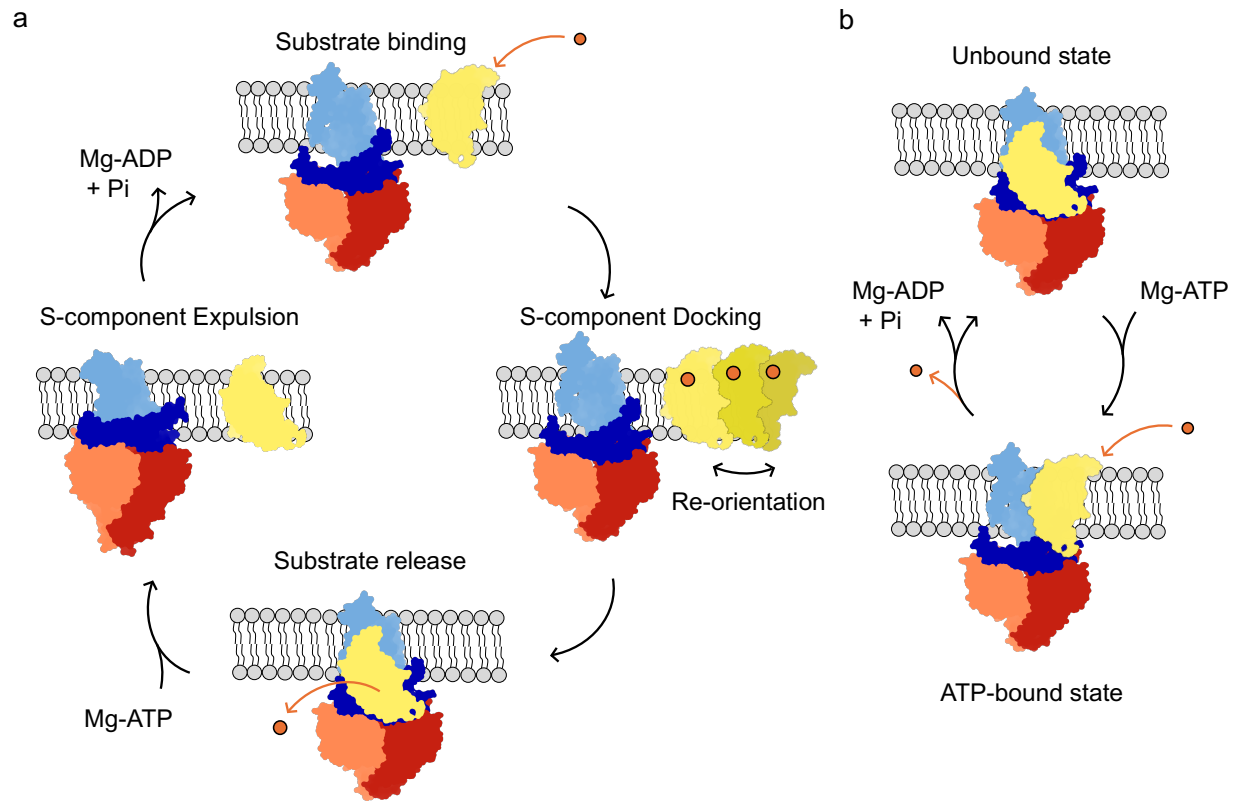 a
Substrate binding
Mg-ADP
+ Pi
S-component Expulsion
S-component Docking
Re-orientation
Substrate release
Mg-ATP
b
Unbound state
Mg-ADP
+ Pi
Mg-ATP
ATP-bound state